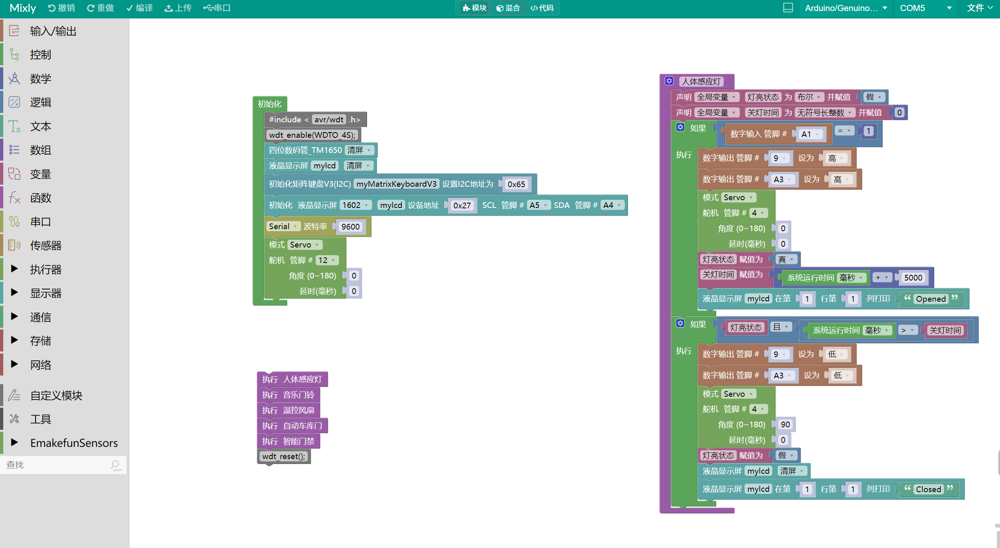 Mixly 撤销 重做 编译 上传 串口 模块 混合 代码 Arduino/Genuino... COM5 文件
输入/输出
控制
数学
逻辑
文本
数组
变量
函数
串口
传感器
执行器
显示器
通信
存储
网络
自定义模块
工具
EmakefunSensors
查找
初始化
#include < avr/wdt .h>
wdt_enable(WDTO_4S);
四位数码管_TM1650 清屏
液晶显示屏 mylcd 清屏
初始化矩阵键盘V3(I2C) myMatrixKeyboardV3 设置I2C地址为 0x65
初始化 液晶显示屏 1602 mylcd 设备地址 0x27 SCL 管脚 # A5 SDA 管脚 # A4
Serial 波特率 9600
模式 Servo
舵机 管脚 # 12
角度 (0~180) 0
延时(毫秒) 0
执行 人体感应灯
执行 音乐门铃
执行 温控风扇
执行 自动车库门
执行 智能门禁
wdt_reset();
人体感应灯
声明 全局变量 灯亮状态 为 布尔 并赋值 假
声明 全局变量 关灯时间 为 无符号长整数 并赋值 0
如果 数字输入 管脚 # A1 = 1
执行 数字输出 管脚 # 9 设为 高
数字输出 管脚 # A3 设为 高
模式 Servo
舵机 管脚 # 4
角度 (0~180) 0
延时(毫秒) 0
灯亮状态 赋值为 真
关灯时间 赋值为 系统运行时间 毫秒 + 5000
液晶显示屏 mylcd 在第 1 行第 1 列打印 “ Opened ”
如果 灯亮状态 且 系统运行时间 毫秒 > 关灯时间
执行 数字输出 管脚 # 9 设为 低
数字输出 管脚 # A3 设为 低
模式 Servo
舵机 管脚 # 4
角度 (0~180) 90
延时(毫秒) 0
灯亮状态 赋值为 假
液晶显示屏 mylcd 清屏
液晶显示屏 mylcd 在第 1 行第 1 列打印 “ Closed ”